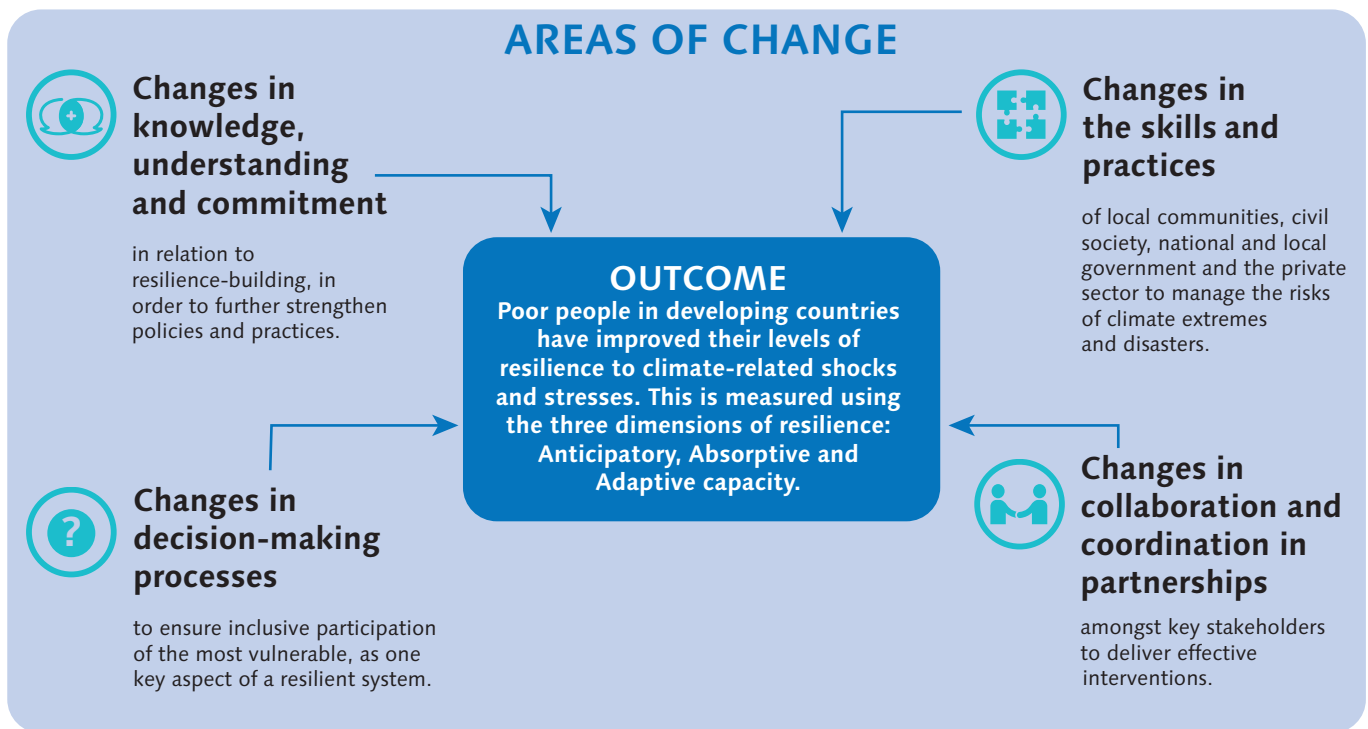 AREAS OF CHANGE
Changes in
knowledge,
understanding
and commitment
in relation to
resilience-building, in
order to further strengthen
policies and practices.
Changes in
the skills and
practices
of local communities, civil
society, national and local
government and the private
sector to manage the risks
of climate extremes
and disasters.
OUTCOME
Poor people in developing countries
have improved their levels of
resilience to climate-related shocks
and stresses. This is measured using
the three dimensions of resilience:
Anticipatory, Absorptive and
Adaptive capacity.
?
Changes in
decision-making
processes
to ensure inclusive participation
of the most vulnerable, as one
key aspect of a resilient system.
Changes in
collaboration and
coordination in
partnerships
amongst key stakeholders
to deliver effective
interventions.